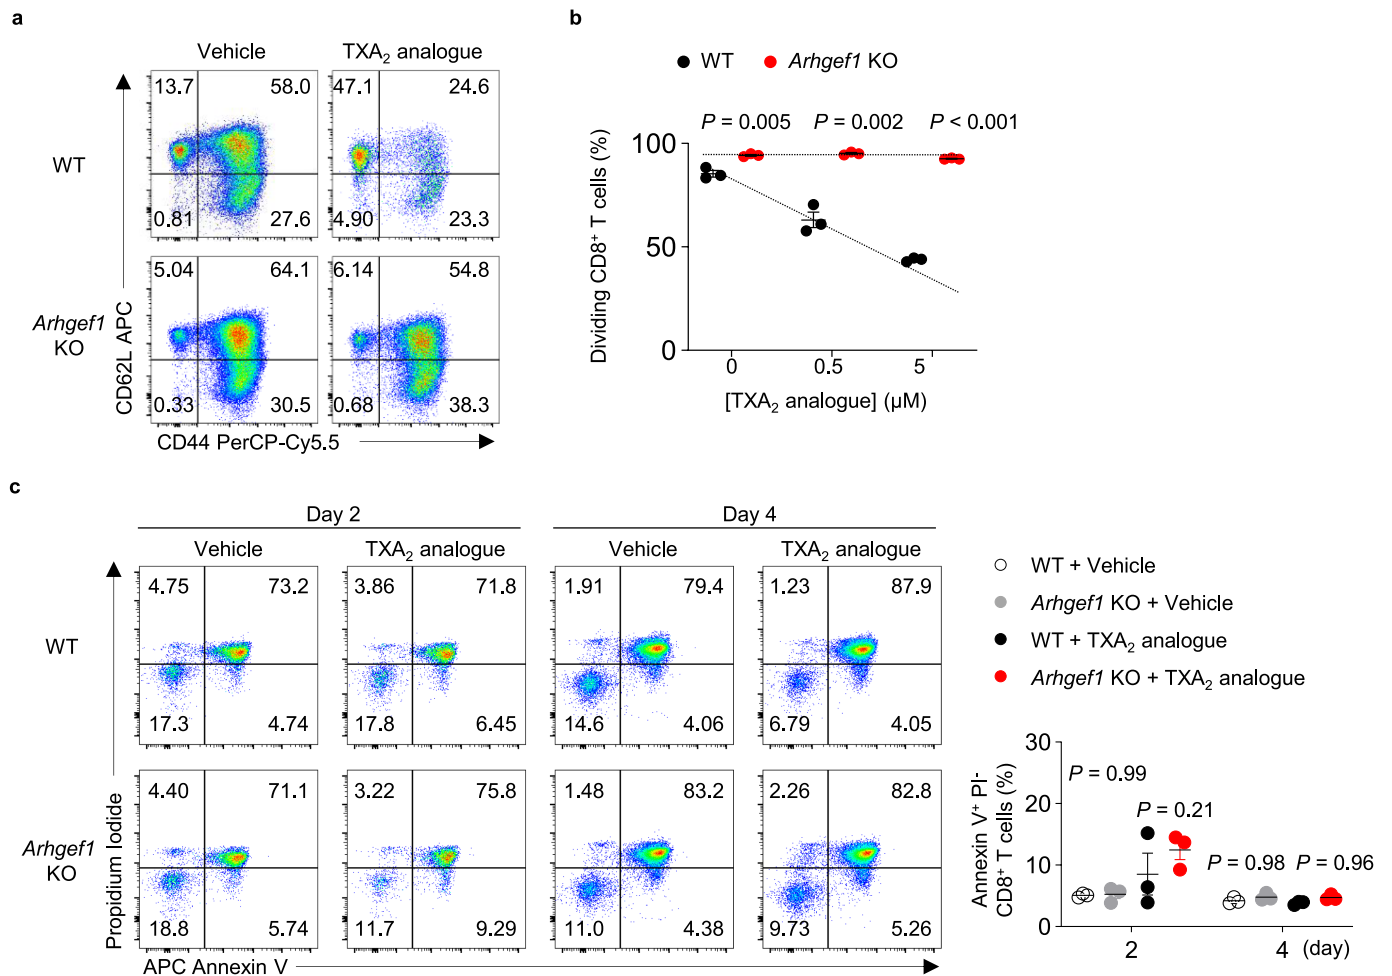 a
Vehicle
TXA₂ analogue
13.7
58.0
47.1
24.6
WT
0.81
27.6
4.90
23.3
5.04
64.1
6.14
54.8
Arhgef1
KO
0.33
30.5
0.68
38.3
CD62L APC
CD44 PerCP-Cy5.5
b
WT
Arhgef1 KO
P = 0.005
P = 0.002
P < 0.001
100
50
0
Dividing CD8⁺ T cells (%)
0
0.5
5
[TXA₂ analogue] (µM)
c
Day 2
Day 4
Vehicle
TXA₂ analogue
Vehicle
TXA₂ analogue
4.75
73.2
3.86
71.8
1.91
79.4
1.23
87.9
WT
17.3
4.74
17.8
6.45
14.6
4.06
6.79
4.05
4.40
71.1
3.22
75.8
1.48
83.2
2.26
82.8
Arhgef1
KO
18.8
5.74
11.7
9.29
11.0
4.38
9.73
5.26
Propidium Iodide
APC Annexin V
WT + Vehicle
Arhgef1 KO + Vehicle
WT + TXA₂ analogue
Arhgef1 KO + TXA₂ analogue
30
20
10
0
Annexin V⁺ PI-
CD8⁺ T cells (%)
P = 0.99
P = 0.21
P = 0.98
P = 0.96
2
4
(day)